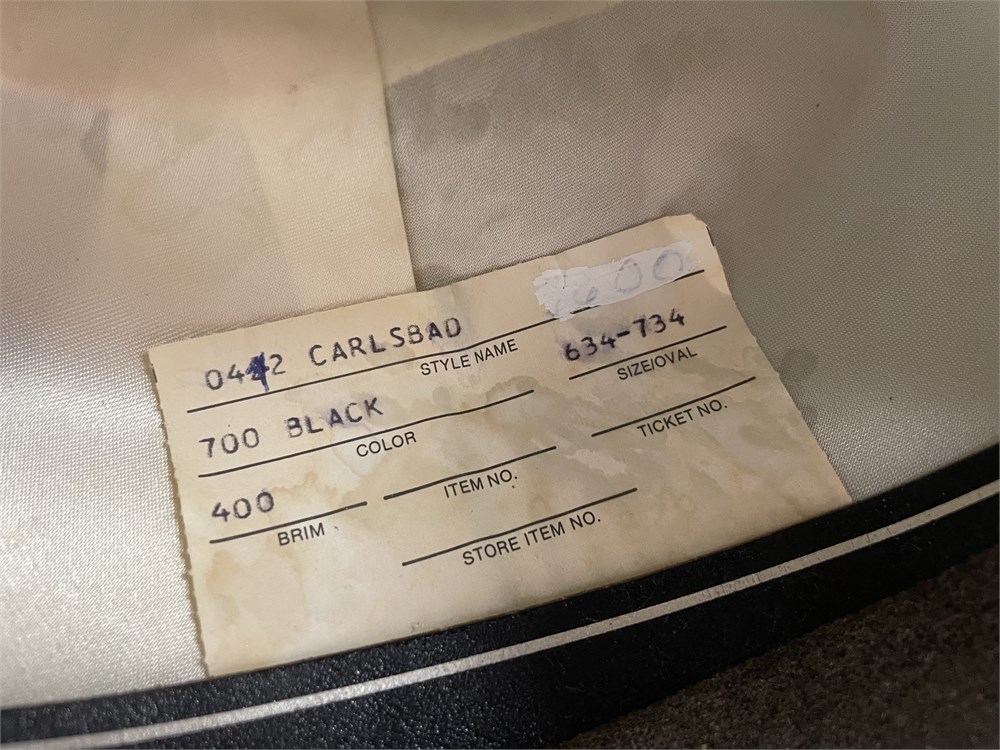 600
0442 CARLSBAD
STYLE NAME
634-734
SIZE/OVAL
700 BLACK
COLOR
TICKET NO.
400
BRIM
ITEM NO.
STORE ITEM NO.